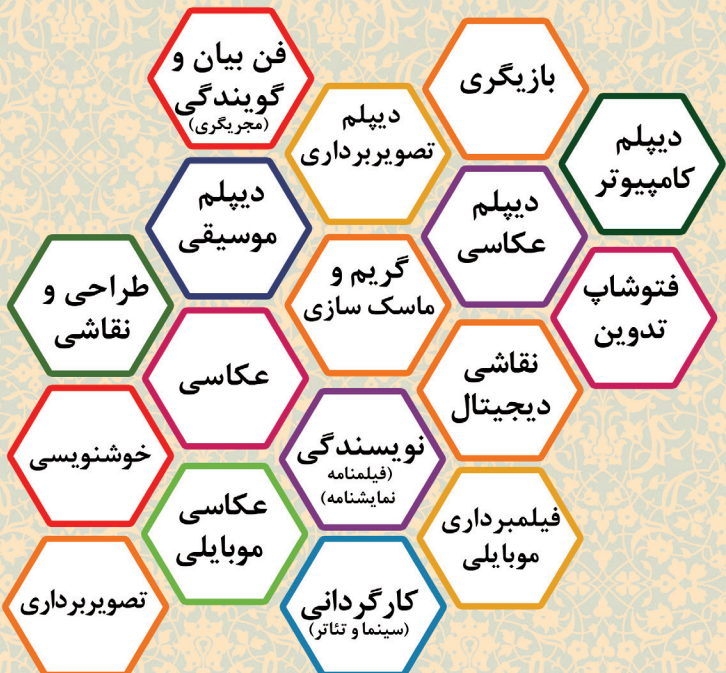 فن بیان و
گویندگی
(مجریگری)
بازیگری
دیپلم
تصویربرداری
دیپلم
کامپیوتر
دیپلم
موسیقی
دیپلم
عکاسی
طراحی و
نقاشی
گریم و
ماسک سازی
فتوشاپ
تدوین
عکاسی
نقاشی
دیجیتال
خوشنویسی
نویسندگی
(فیلمنامه
نمایشنامه)
عکاسی
موبایلی
فیلمبرداری
موبایلی
تصویربرداری
کارگردانی
(سینما و تئاتر)